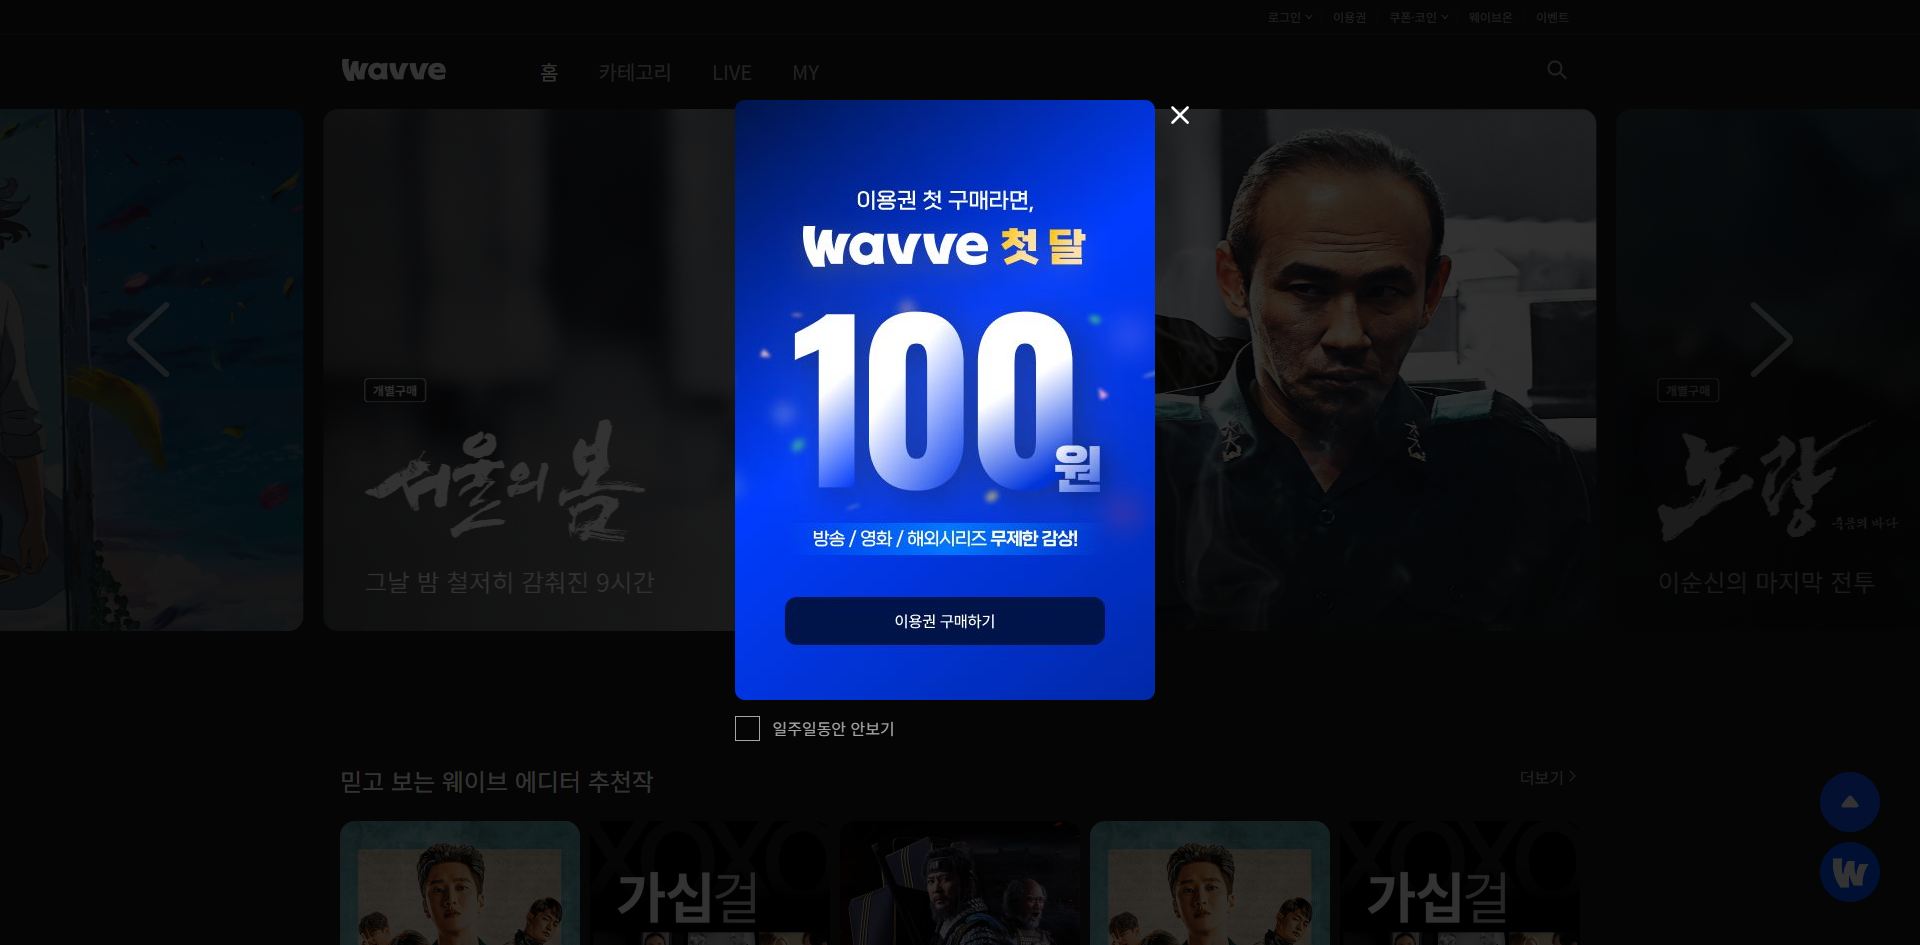 로그인
이용권
쿠폰·코인
웨이브온
이벤트
wavve
홈
카테고리
LIVE
MY
이용권 첫 구매라면,
wavve 첫 달
100원
방송 / 영화 / 해외시리즈 무제한 감상!
이용권 구매하기
일주일동안 안보기
개별구매
서울의 봄
그날 밤 철저히 감춰진 9시간
개별구매
노량
죽음의 바다
이순신의 마지막 전투
믿고 보는 웨이브 에디터 추천작
더보기
XOXO
가십걸
XOXO
가십걸
W